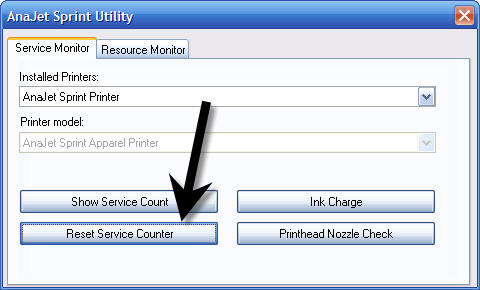 AnaJet Sprint Utility
Service Monitor Resource Monitor
Installed Printers:
AnaJet Sprint Printer
Printer model:
AnaJet Sprint Apparel Printer
Show Service Count Ink Charge
Reset Service Counter Printhead Nozzle Check